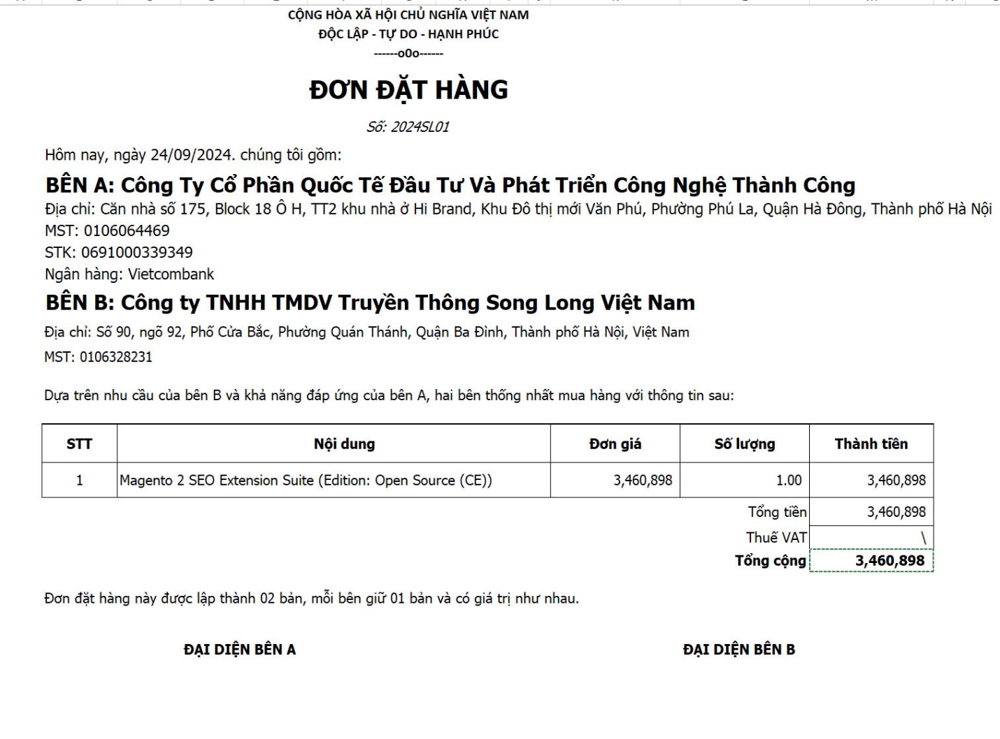 CỘNG HÒA XÃ HỘI CHỦ NGHĨA VIỆT NAM
ĐỘC LẬP - TỰ DO - HẠNH PHÚC
------o0o------
ĐƠN ĐẶT HÀNG
Số: 2024SL01
Hôm nay, ngày 24/09/2024. chúng tôi gồm:
BÊN A: Công Ty Cổ Phần Quốc Tế Đầu Tư Và Phát Triển Công Nghệ Thành Công
Địa chỉ: Căn nhà số 175, Block 18 Ô H, TT2 khu nhà ở Hi Brand, Khu Đô thị mới Văn Phú, Phường Phú La, Quận Hà Đông, Thành phố Hà Nội
MST: 0106064469
STK: 0691000339349
Ngân hàng: Vietcombank
BÊN B: Công ty TNHH TMDV Truyền Thông Song Long Việt Nam
Địa chỉ: Số 90, ngõ 92, Phố Cửa Bắc, Phường Quán Thánh, Quận Ba Đình, Thành phố Hà Nội, Việt Nam
MST: 0106328231
Dựa trên nhu cầu của bên B và khả năng đáp ứng của bên A, hai bên thống nhất mua hàng với thông tin sau:
STT Nội dung Đơn giá Số lượng Thành tiền
1 Magento 2 SEO Extension Suite (Edition: Open Source (CE)) 3,460,898 1.00 3,460,898
Tổng tiền 3,460,898
Thuế VAT \
Tổng cộng 3,460,898
Đơn đặt hàng này được lập thành 02 bản, mỗi bên giữ 01 bản và có giá trị như nhau.
ĐẠI DIỆN BÊN A ĐẠI DIỆN BÊN B